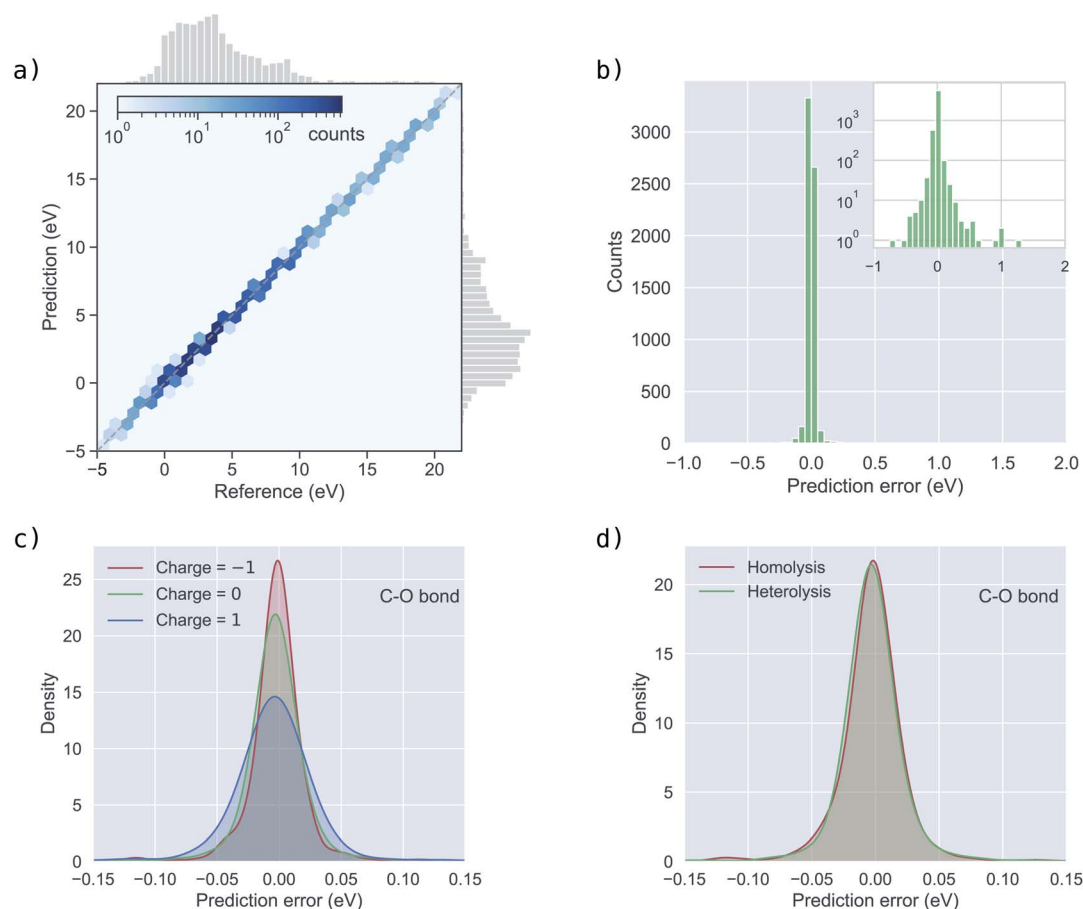 a)
20
15
10
5
0
−5
Prediction (eV)
10⁰ 10¹ 10² counts
−5 0 5 10 15 20
Reference (eV)
b)
3000
2500
2000
1500
1000
500
0
Counts
10³
10²
10¹
10⁰
−1 0 1 2
−1.0 −0.5 0.0 0.5 1.0 1.5 2.0
Prediction error (eV)
c)
25
20
15
10
5
0
Density
Charge = −1
Charge = 0
Charge = 1
C-O bond
−0.15 −0.10 −0.05 0.00 0.05 0.10 0.15
Prediction error (eV)
d)
20
15
10
5
0
Density
Homolysis
Heterolysis
C-O bond
−0.15 −0.10 −0.05 0.00 0.05 0.10 0.15
Prediction error (eV)